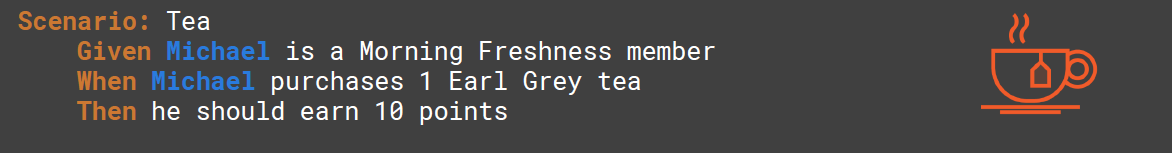 Scenario: Tea
Given Michael is a Morning Freshness member
When Michael purchases 1 Earl Grey tea
Then he should earn 10 points